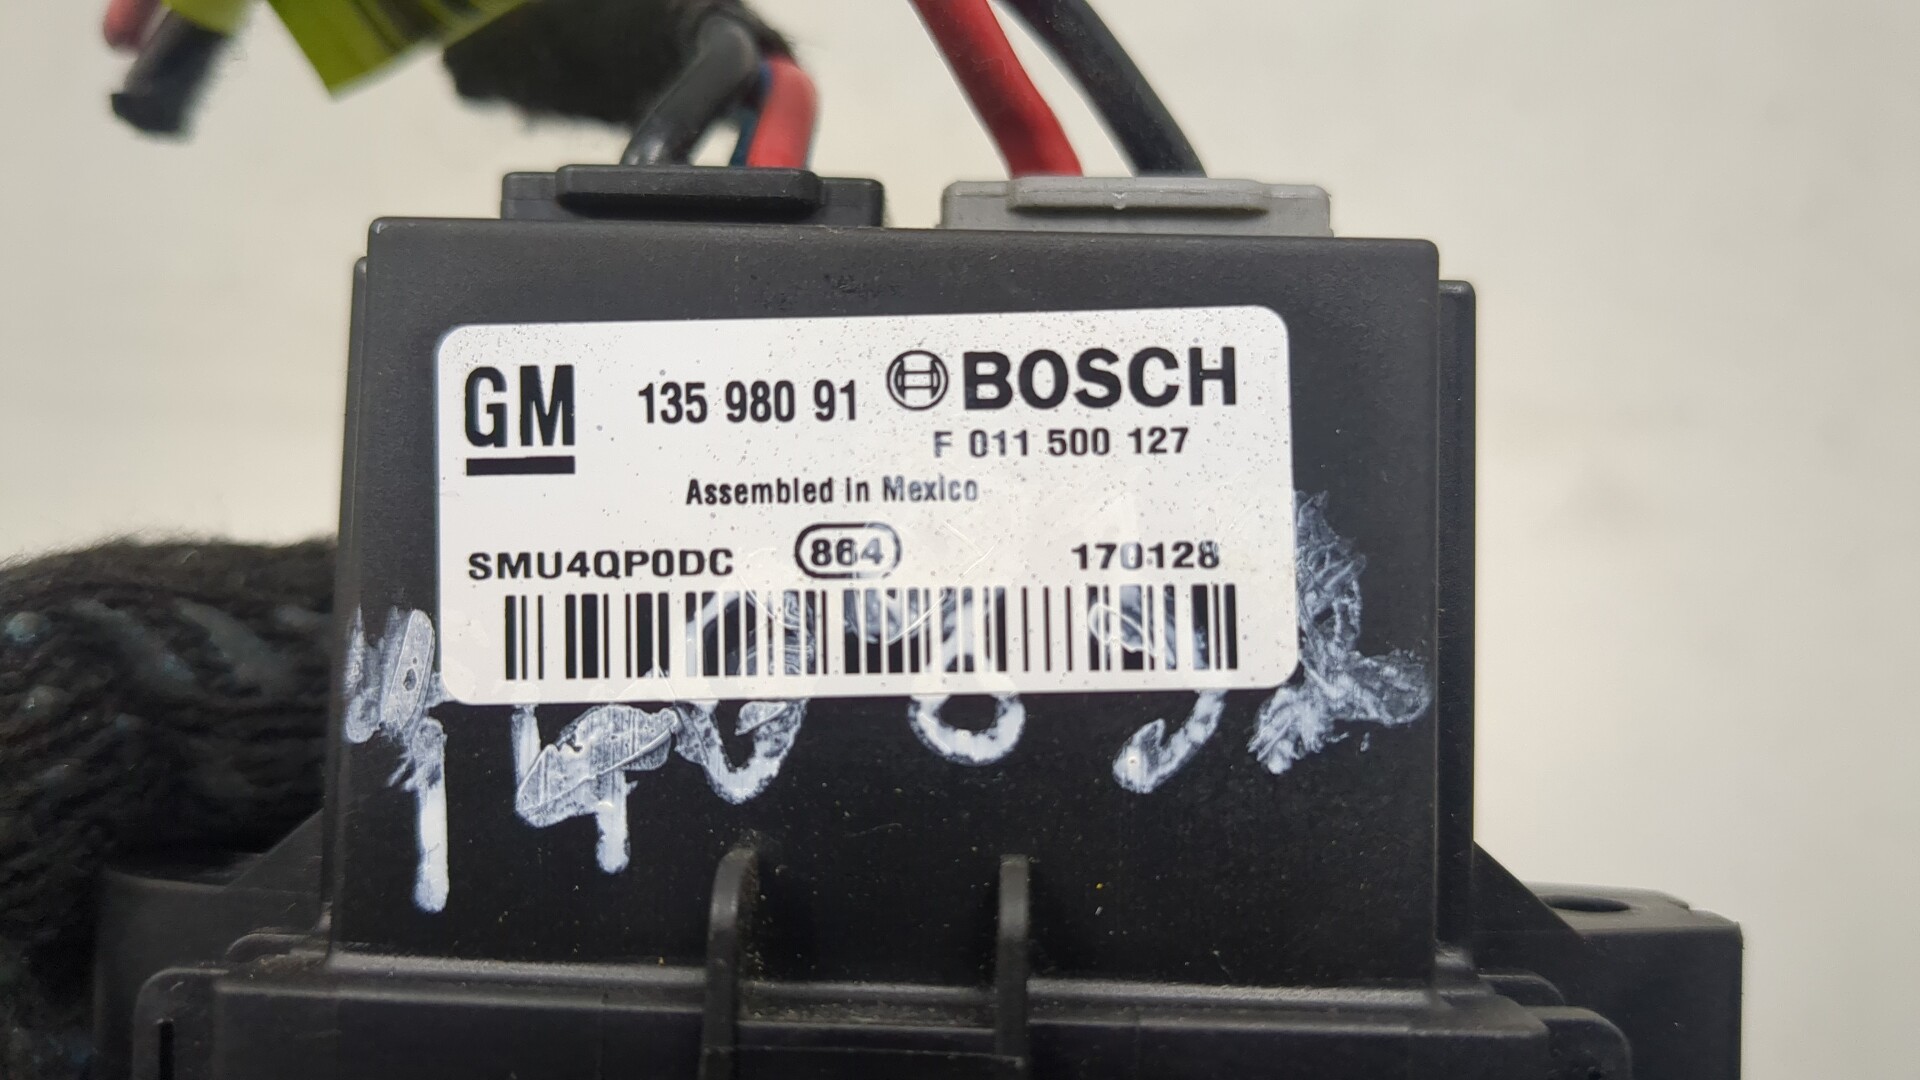 GM 135 980 91 BOSCH
F 011 500 127
Assembled in Mexico
SMU4QP0DC 864 170128